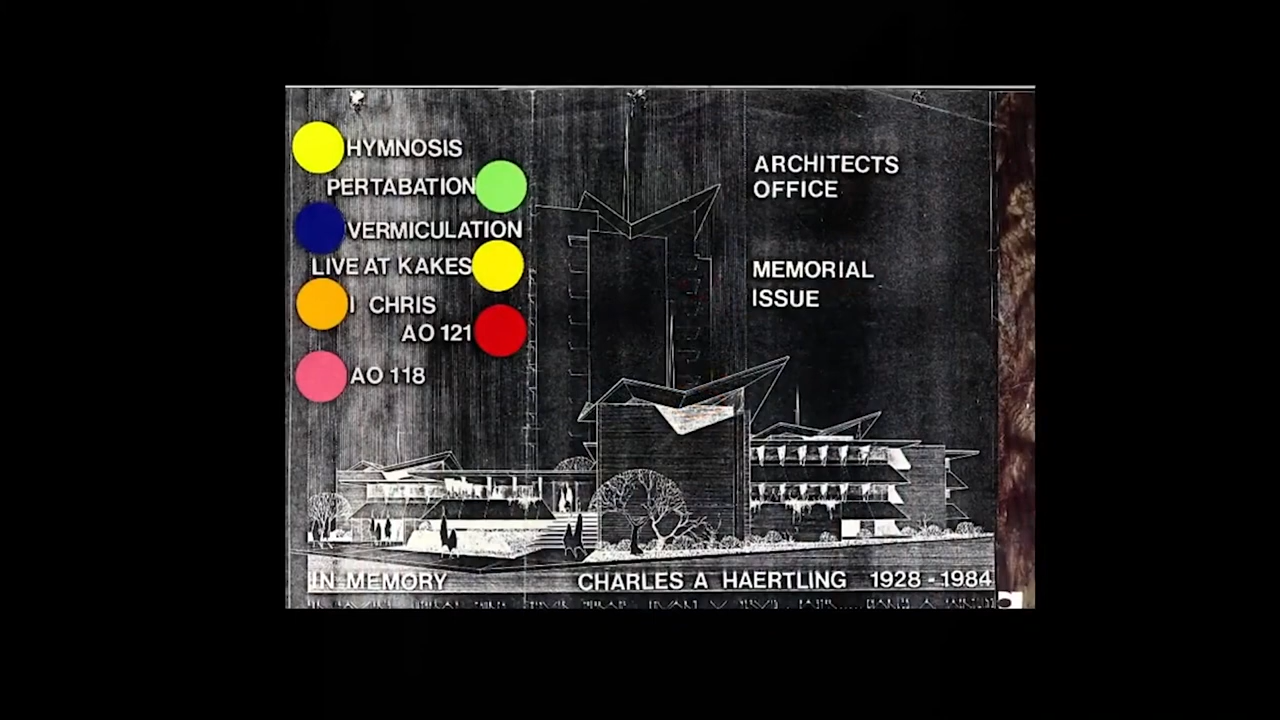 HYMNOSIS
PERTABATION
VERMICULATION
LIVE AT KAKES
I CHRIS
AO 121
AO 118
ARCHITECTS
OFFICE
MEMORIAL
ISSUE
IN MEMORY CHARLES A HAERTLING 1928 - 1984